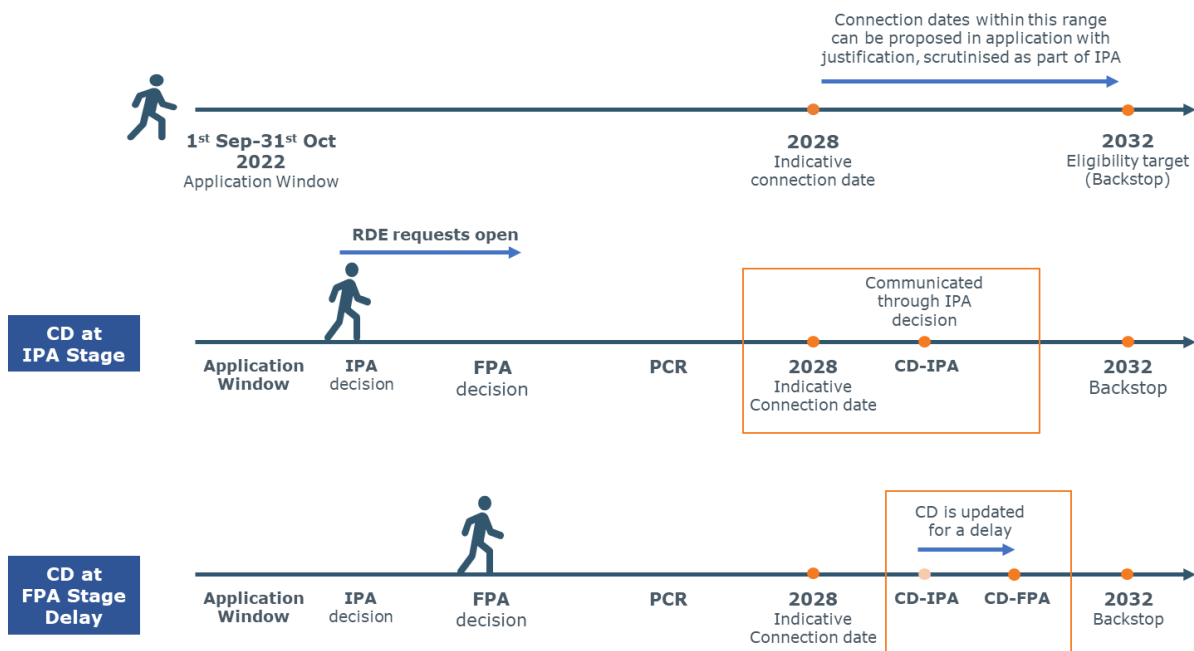 Connection dates within this range
can be proposed in application with
justification, scrutinised as part of IPA
1st Sep-31st Oct
2022
Application Window
2028
Indicative
connection date
2032
Eligibility target
(Backstop)
RDE requests open
CD at
IPA Stage
Communicated
through IPA
decision
Application
Window
IPA
decision
FPA
decision
PCR
2028
Indicative
Connection date
CD-IPA
2032
Backstop
CD at
FPA Stage
Delay
CD is updated
for a delay
Application
Window
IPA
decision
FPA
decision
PCR
2028
Indicative
Connection date
CD-IPA
CD-FPA
2032
Backstop